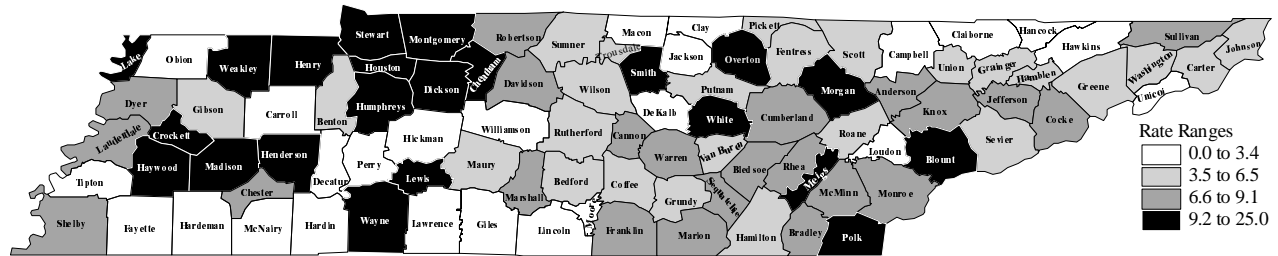 Lake
Obion
Weakley
Henry
Stewart
Montgomery
Robertson
Sumner
Macon
Clay
Pickett
Trousdale
Jackson
Overton
Fentress
Scott
Campbell
Claiborne
Hancock
Hawkins
Sullivan
Johnson
Houston
Dickson
Cheatham
Davidson
Wilson
Smith
Putnam
Morgan
Anderson
Union
Grainger
Hamblen
Greene
Washington
Unicoi
Carter
Dyer
Gibson
Carroll
Benton
Humphreys
Hickman
Williamson
Rutherford
Cannon
DeKalb
White
Cumberland
Roane
Knox
Jefferson
Cocke
Sevier
Lauderdale
Crockett
Haywood
Madison
Henderson
Chester
Decatur
Perry
Lewis
Maury
Marshall
Bedford
Coffee
Warren
Van Buren
Bledsoe
Rhea
Meigs
Loudon
Blount
Tipton
Shelby
Fayette
Hardeman
McNairy
Hardin
Wayne
Lawrence
Giles
Lincoln
Moore
Franklin
Grundy
Sequatchie
Marion
Hamilton
Bradley
McMinn
Monroe
Polk
Rate Ranges
0.0 to 3.4
3.5 to 6.5
6.6 to 9.1
9.2 to 25.0